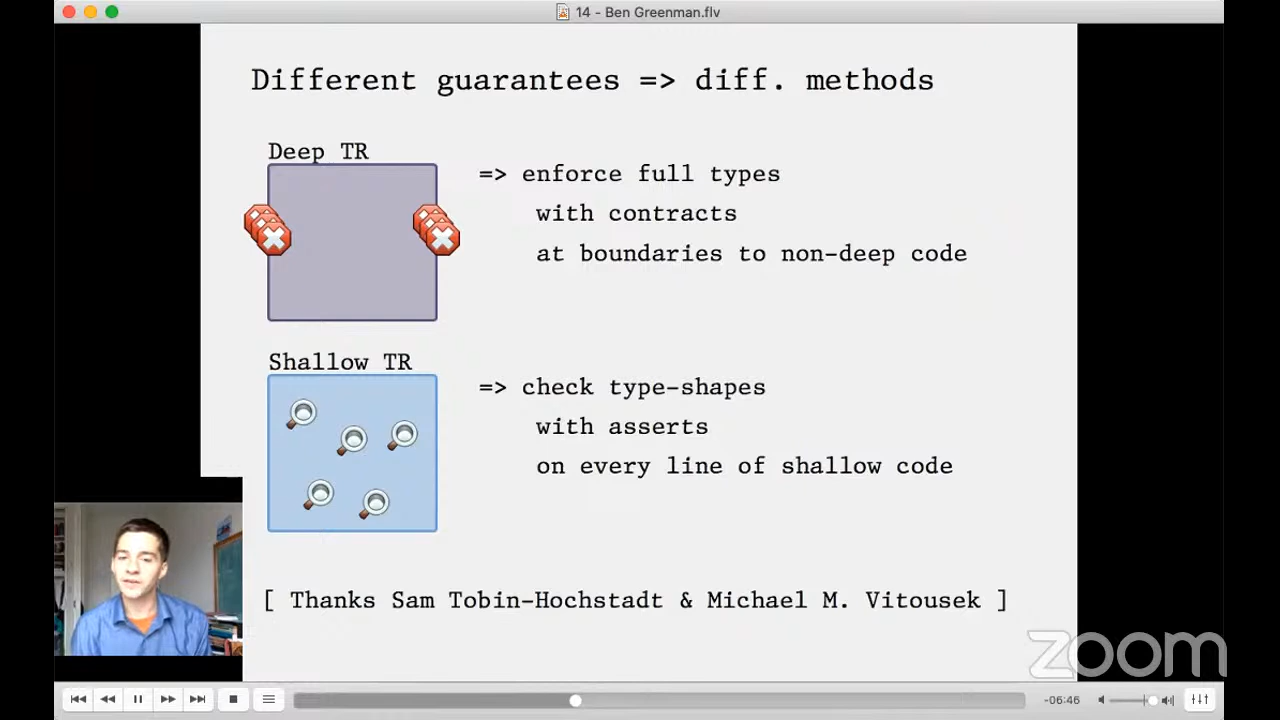 14 - Ben Greenman.flv
Different guarantees => diff. methods
Deep TR
=> enforce full types
with contracts
at boundaries to non-deep code
Shallow TR
=> check type-shapes
with asserts
on every line of shallow code
[ Thanks Sam Tobin-Hochstadt & Michael M. Vitousek ]
zoom
-06:46